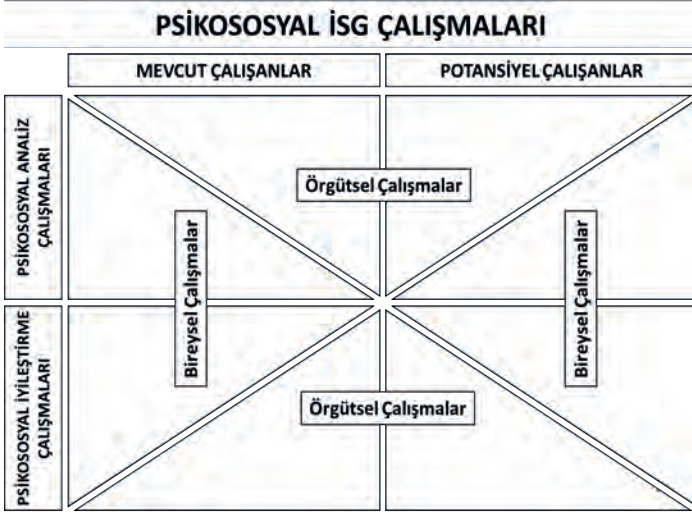 PSİKOSOSYAL İSG ÇALIŞMALARI
MEVCUT ÇALIŞANLAR
POTANSİYEL ÇALIŞANLAR
PSİKOSOSYAL ANALİZ
ÇALIŞMALARI
Örgütsel Çalışmalar
Bireysel Çalışmalar
Bireysel Çalışmalar
PSİKOSOSYAL İYİLEŞTİRME
ÇALIŞMALARI
Örgütsel Çalışmalar